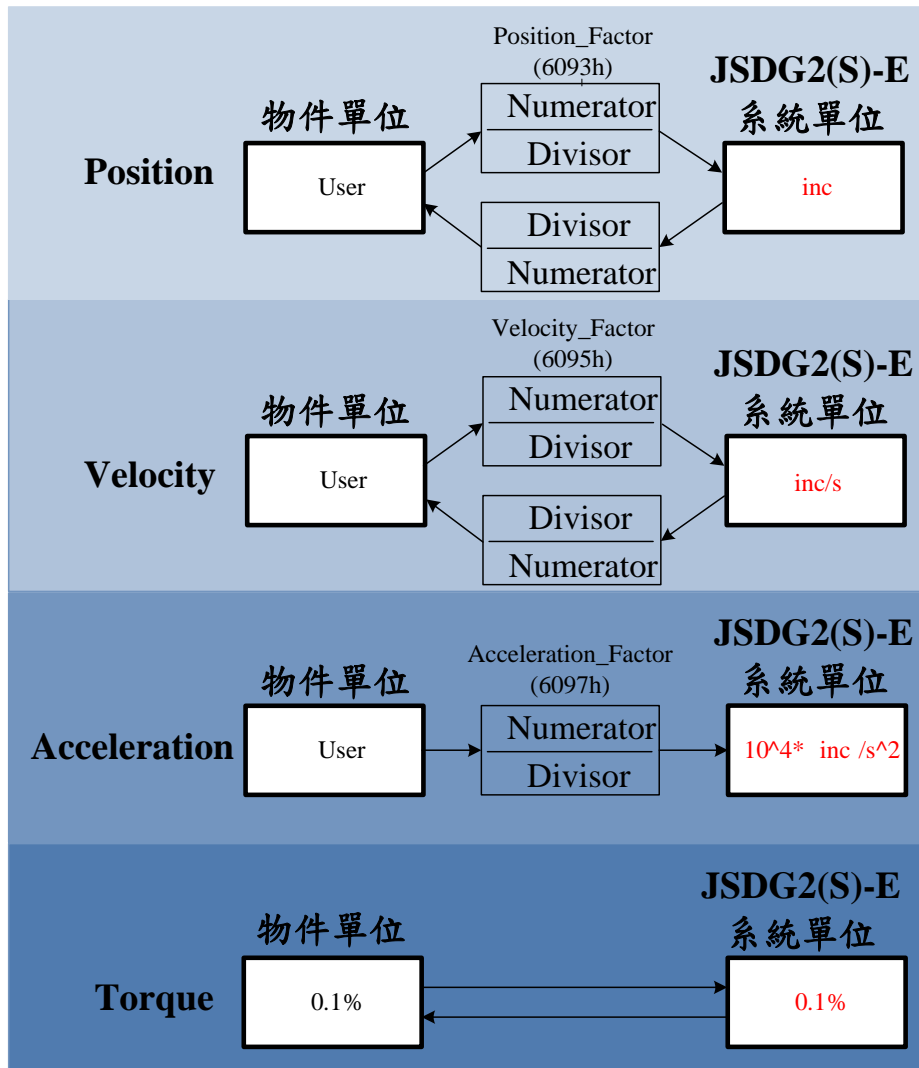 Position_Factor
(6093h)
JSDG2(S)-E
物件單位
系統單位
Numerator
Divisor
Position
User
inc
Divisor
Numerator
Velocity_Factor
(6095h)
JSDG2(S)-E
物件單位
系統單位
Numerator
Divisor
Velocity
User
inc/s
Divisor
Numerator
JSDG2(S)-E
Acceleration_Factor
(6097h)
物件單位
系統單位
Numerator
Divisor
Acceleration
User
10^4* inc /s^2
JSDG2(S)-E
物件單位
系統單位
Torque
0.1%
0.1%